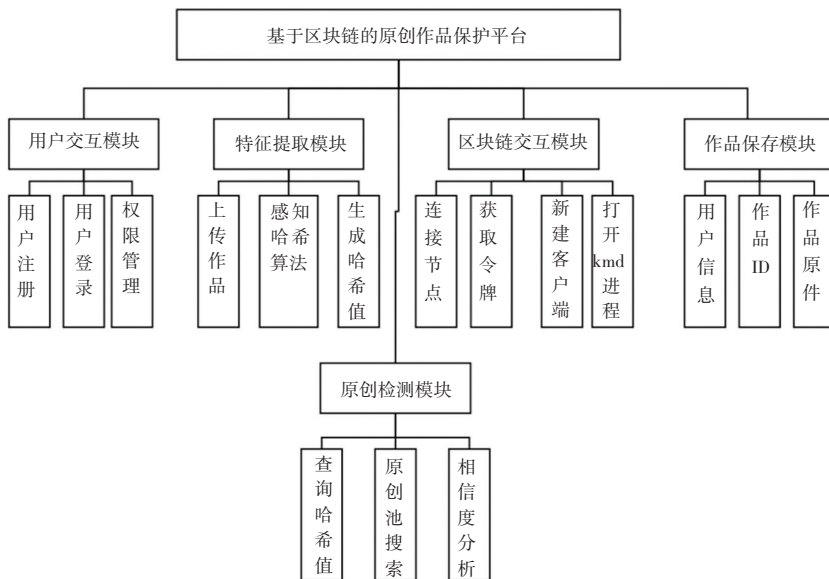 基于区块链的原创作品保护平台
用户交互模块
特征提取模块
区块链交互模块
作品保存模块
用户注册
用户登录
权限管理
上传作品
感知哈希算法
生成哈希值
连接节点
获取令牌
新建客户端
打开kmd进程
用户信息
作品ID
作品原件
原创检测模块
查询哈希值
原创池搜索
相信度分析